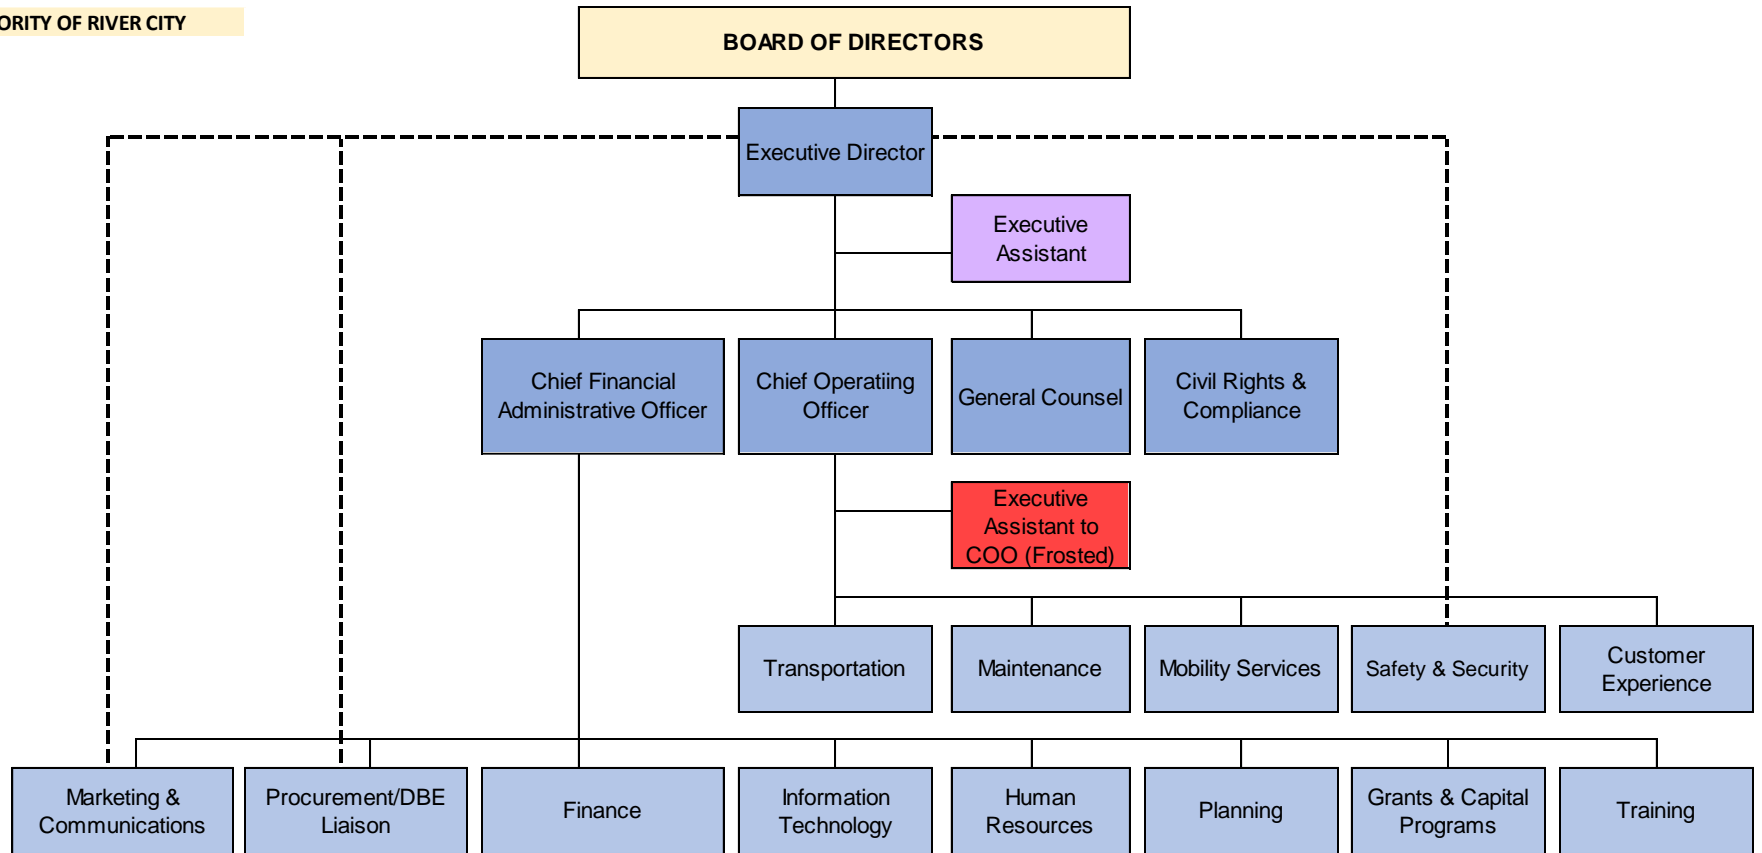 ORITY OF RIVER CITY
BOARD OF DIRECTORS
Executive Director
Executive
Assistant
Chief Financial
Administrative Officer
Chief Operatiing
Officer
General Counsel
Civil Rights &
Compliance
Executive
Assistant to
COO (Frosted)
Transportation
Maintenance
Mobility Services
Safety & Security
Customer
Experience
Marketing &
Communications
Procurement/DBE
Liaison
Finance
Information
Technology
Human
Resources
Planning
Grants & Capital
Programs
Training